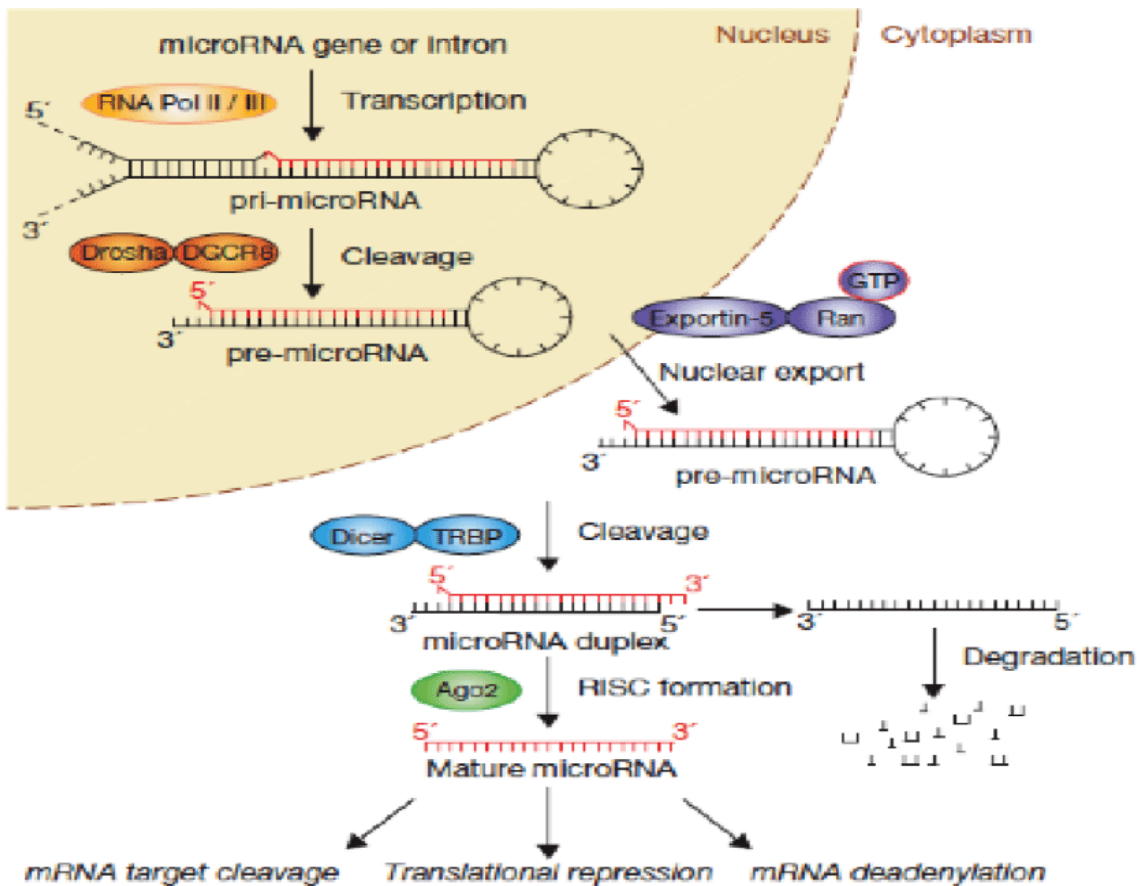 microRNA gene or intron
Nucleus
Cytoplasm
RNA Pol II / III
Transcription
5´
3´
pri-microRNA
Drosha
DGCR8
Cleavage
5´
3´
pre-microRNA
GTP
Exportin-5
Ran
Nuclear export
5´
3´
pre-microRNA
Dicer
TRBP
Cleavage
5´
3´
3´
5´
microRNA duplex
3´
5´
Degradation
Ago2
RISC formation
5´
3´
Mature microRNA
mRNA target cleavage
Translational repression
mRNA deadenylation